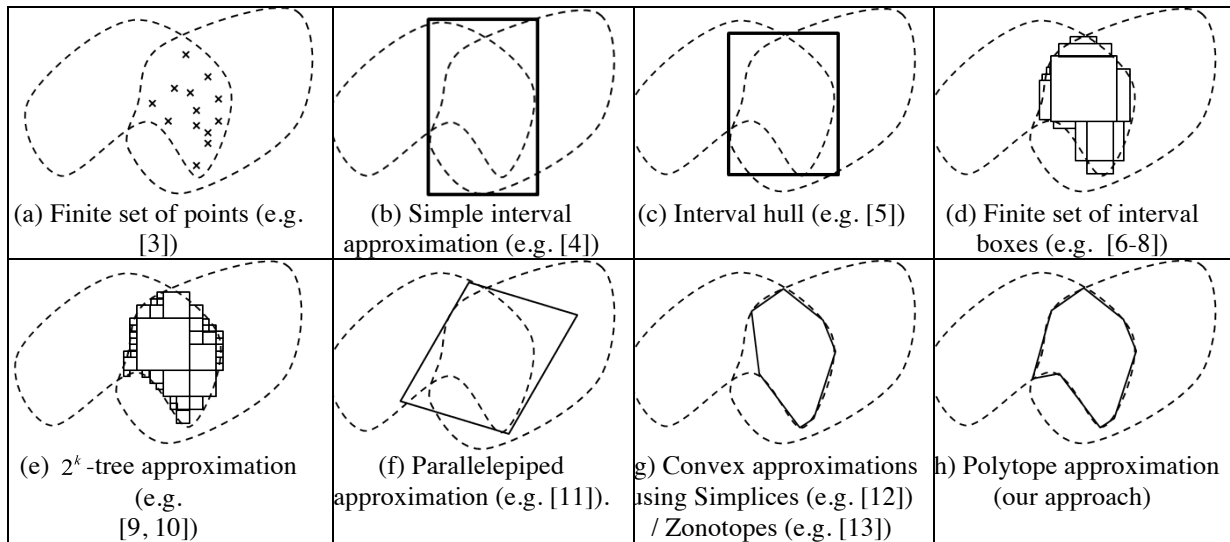 (a) Finite set of points (e.g.
[3])
(b) Simple interval
approximation (e.g. [4])
(c) Interval hull (e.g. [5])
(d) Finite set of interval
boxes (e.g. [6-8])
(e) 2^k -tree approximation
(e.g.
[9, 10])
(f) Parallelepiped
approximation (e.g. [11]).
g) Convex approximations
using Simplices (e.g. [12])
/ Zonotopes (e.g. [13])
h) Polytope approximation
(our approach)